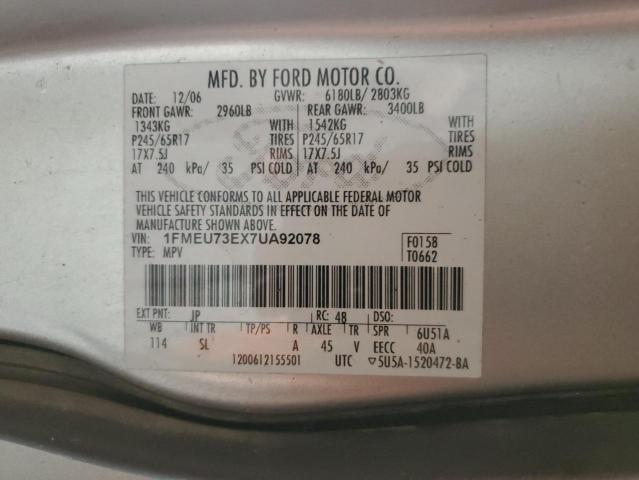 MFD. BY FORD MOTOR CO.
DATE: 12/06 GVWR: 6180LB/ 2803KG
FRONT GAWR: 2960LB REAR GAWR: 3400LB
1343KG WITH 1542KG WITH
P245/65R17 TIRES P245/65R17 TIRES
17X7.5J RIMS 17X7.5J RIMS
AT 240 kPa/ 35 PSI COLD AT 240 kPa/ 35 PSI COLD
THIS VEHICLE CONFORMS TO ALL APPLICABLE FEDERAL MOTOR
VEHICLE SAFETY STANDARDS IN EFFECT ON THE DATE OF
MANUFACTURE SHOWN ABOVE.
VIN: 1FMEU73EX7UA92078 F0158
TYPE: MPV T0662
EXT PNT: JP RC: 48 DSO:
WB INT TR TP/PS R AXLE TR SPR 6U51A
114 SL A 45 V EECC 40A
1200612155501 UTC ▽5U5A-1520472-BA